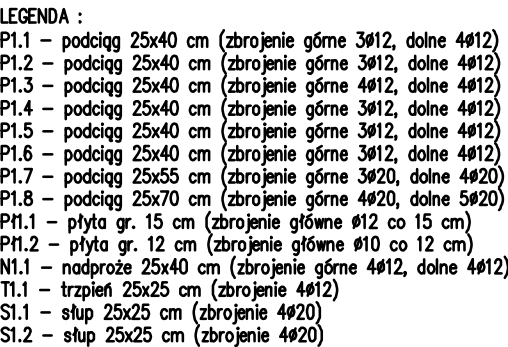 LEGENDA :
P1.1 – podciąg 25x40 cm (zbrojenie górne 3ø12, dolne 4ø12)
P1.2 – podciąg 25x40 cm (zbrojenie górne 3ø12, dolne 4ø12)
P1.3 – podciąg 25x40 cm (zbrojenie górne 4ø12, dolne 4ø12)
P1.4 – podciąg 25x40 cm (zbrojenie górne 3ø12, dolne 4ø12)
P1.5 – podciąg 25x40 cm (zbrojenie górne 3ø12, dolne 4ø12)
P1.6 – podciąg 25x40 cm (zbrojenie górne 3ø12, dolne 4ø12)
P1.7 – podciąg 25x55 cm (zbrojenie górne 3ø20, dolne 4ø20)
P1.8 – podciąg 25x70 cm (zbrojenie górne 4ø20, dolne 5ø20)
Pł1.1 – płyta gr. 15 cm (zbrojenie główne ø12 co 15 cm)
Pł1.2 – płyta gr. 12 cm (zbrojenie główne ø10 co 12 cm)
N1.1 – nadproże 25x40 cm (zbrojenie górne 4ø12, dolne 4ø12)
T1.1 – trzpień 25x25 cm (zbrojenie 4ø12)
S1.1 – słup 25x25 cm (zbrojenie 4ø20)
S1.2 – słup 25x25 cm (zbrojenie 4ø20)